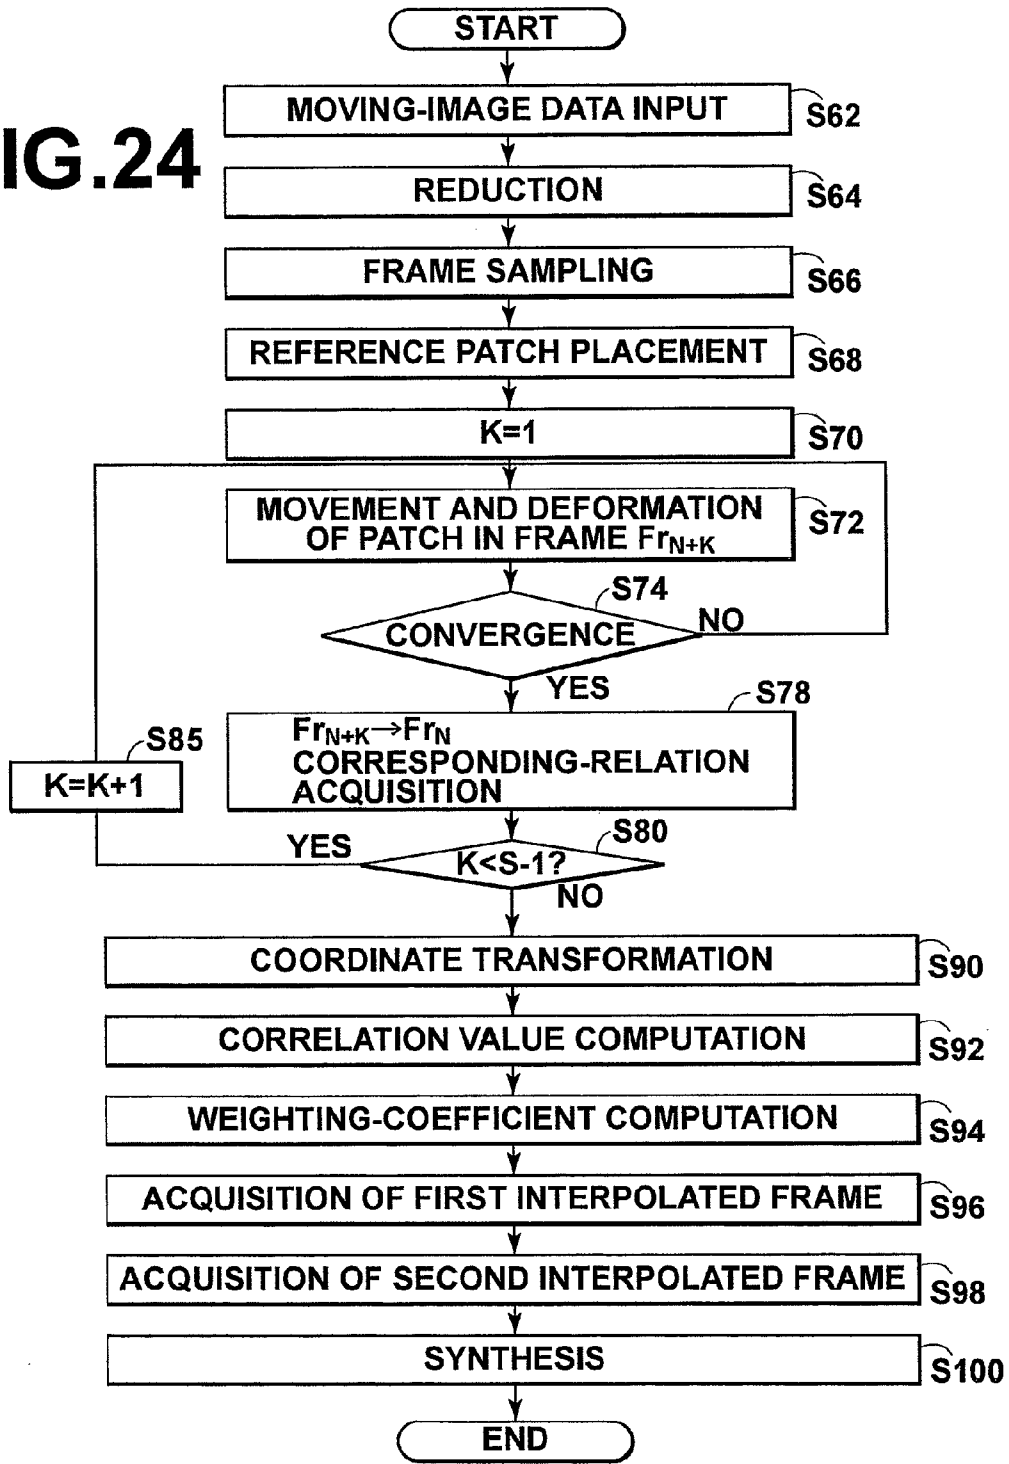 START
MOVING-IMAGE DATA INPUT
S62
IG.24
REDUCTION
S64
FRAME SAMPLING
S66
REFERENCE PATCH PLACEMENT
S68
K=1
S70
MOVEMENT AND DEFORMATION
OF PATCH IN FRAME FrN+K
S72
S74
CONVERGENCE
NO
YES
S78
FrN+K→FrN
CORRESPONDING-RELATION
ACQUISITION
S85
K=K+1
S80
YES
K<S-1?
NO
COORDINATE TRANSFORMATION
S90
CORRELATION VALUE COMPUTATION
S92
WEIGHTING-COEFFICIENT COMPUTATION
S94
ACQUISITION OF FIRST INTERPOLATED FRAME
S96
ACQUISITION OF SECOND INTERPOLATED FRAME
S98
SYNTHESIS
S100
END